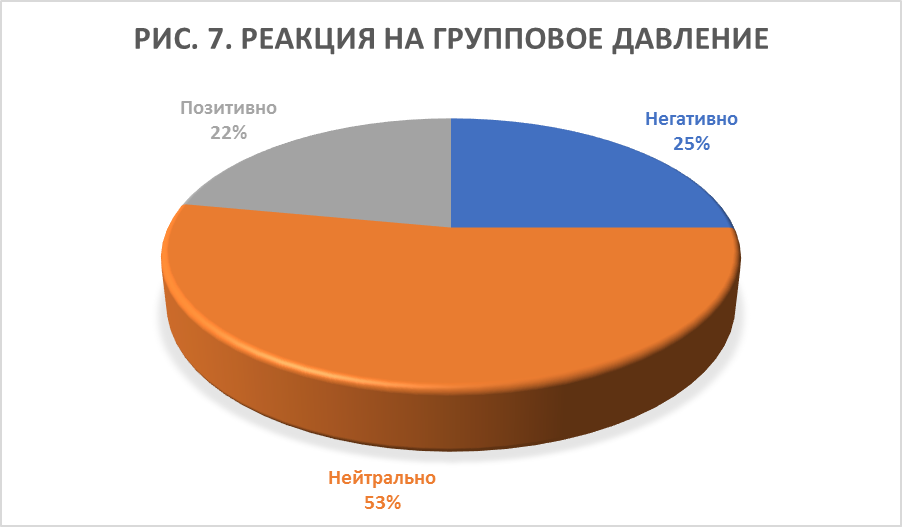 РИС. 7. РЕАКЦИЯ НА ГРУППОВОЕ ДАВЛЕНИЕ
Позитивно
22%
Негативно
25%
Нейтрально
53%